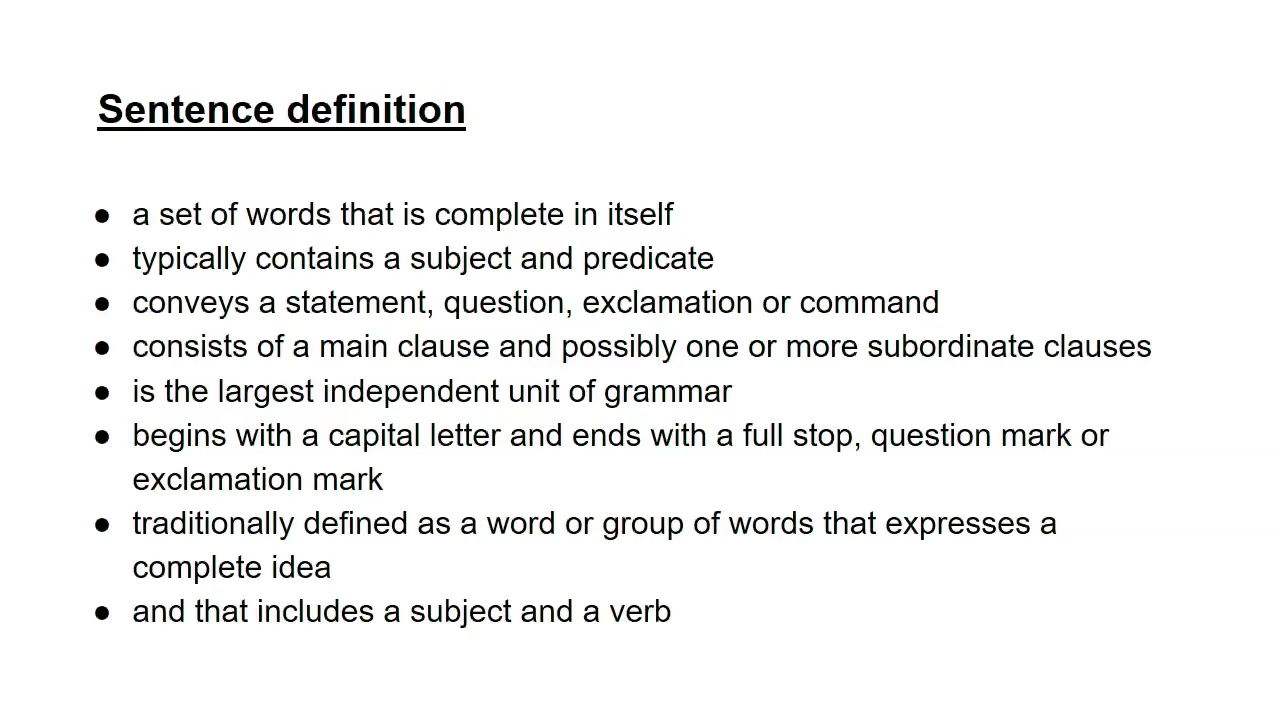 Sentence definition
● a set of words that is complete in itself
● typically contains a subject and predicate
● conveys a statement, question, exclamation or command
● consists of a main clause and possibly one or more subordinate clauses
● is the largest independent unit of grammar
● begins with a capital letter and ends with a full stop, question mark or
exclamation mark
● traditionally defined as a word or group of words that expresses a
complete idea
● and that includes a subject and a verb